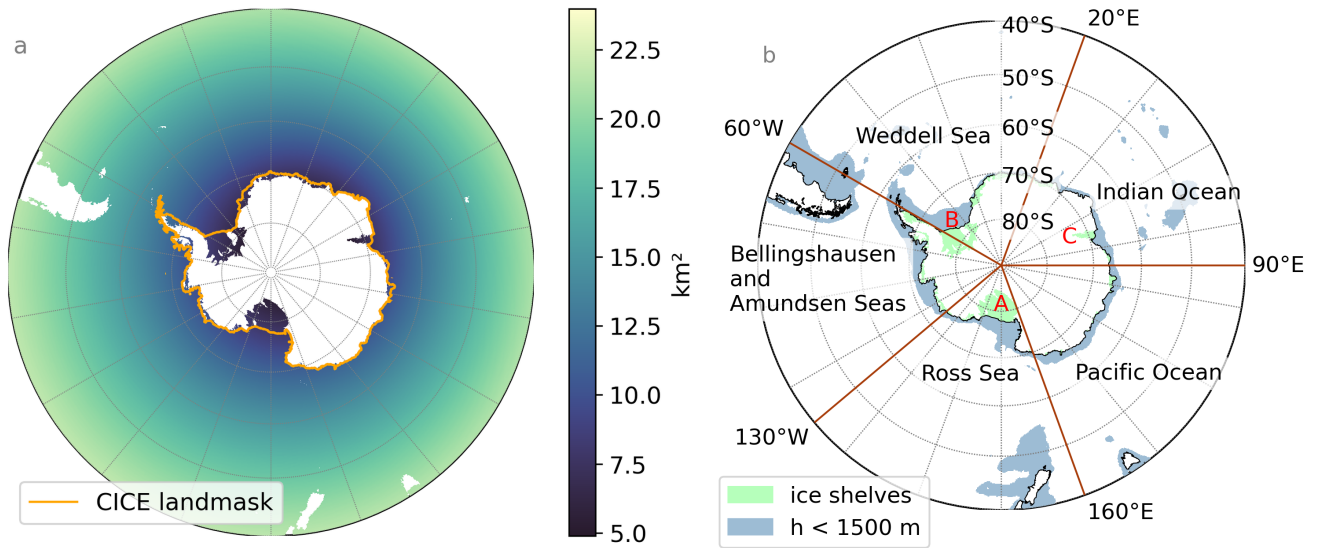 a
CICE landmask
22.5
20.0
17.5
15.0
12.5
10.0
7.5
5.0
km²
b
40°S
50°S
60°S
70°S
80°S
20°E
60°W
90°E
130°W
160°E
Weddell Sea
Indian Ocean
Bellingshausen
and
Amundsen Seas
Ross Sea
Pacific Ocean
B
C
A
ice shelves
h < 1500 m